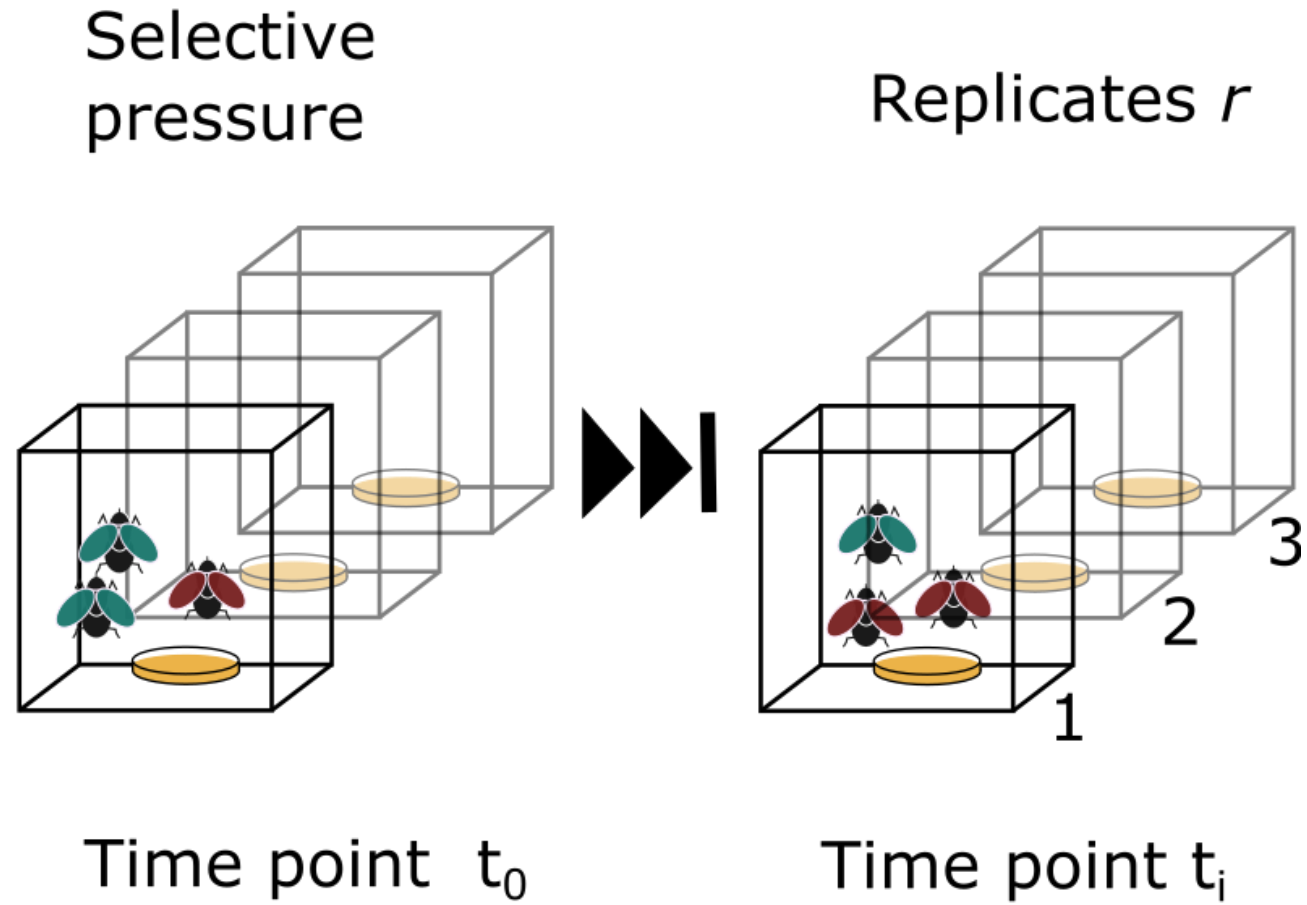 Selective
pressure
Replicates r
3
2
1
Time point t₀
Time point tᵢ